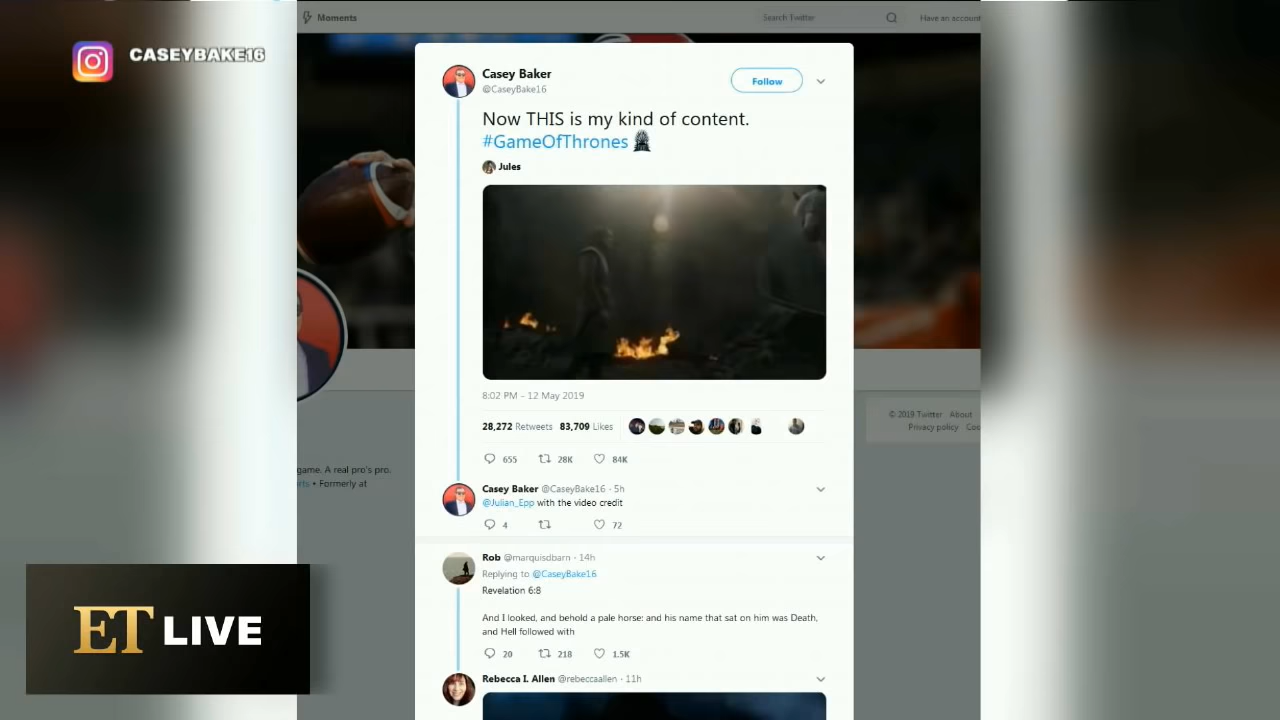 CASEYBAKE16
Moments
Search Twitter
Have an account
Casey Baker
@CaseyBake16
Follow
Now THIS is my kind of content.
#GameOfThrones
Jules
8:02 PM - 12 May 2019
28,272 Retweets 83,709 Likes
655 28K 84K
Casey Baker @CaseyBake16 · 5h
@Julian_Epp with the video credit
4 72
Rob @marquisdbarn · 14h
Replying to @CaseyBake16
Revelation 6:8
And I looked, and behold a pale horse: and his name that sat on him was Death,
and Hell followed with
20 218 1.5K
Rebecca I. Allen @rebeccaallen · 11h
game. A real pro's pro.
rts • Formerly at
© 2019 Twitter About
Privacy policy Coo
ET LIVE